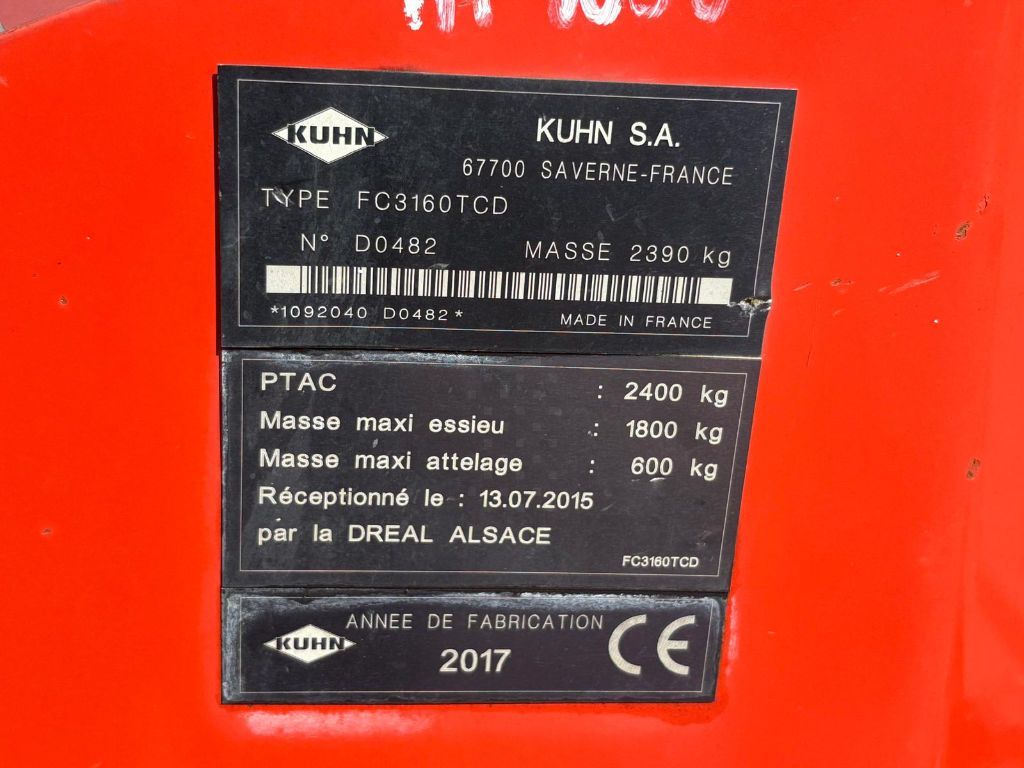 KUHN
KUHN S.A.
67700 SAVERNE-FRANCE
TYPE FC3160TCD
N° D0482 MASSE 2390 kg
*1092040 D0482* MADE IN FRANCE
PTAC : 2400 kg
Masse maxi essieu : 1800 kg
Masse maxi attelage : 600 kg
Réceptionné le : 13.07.2015
par la DREAL ALSACE
FC3160TCD
KUHN
ANNEE DE FABRICATION
2017
CE